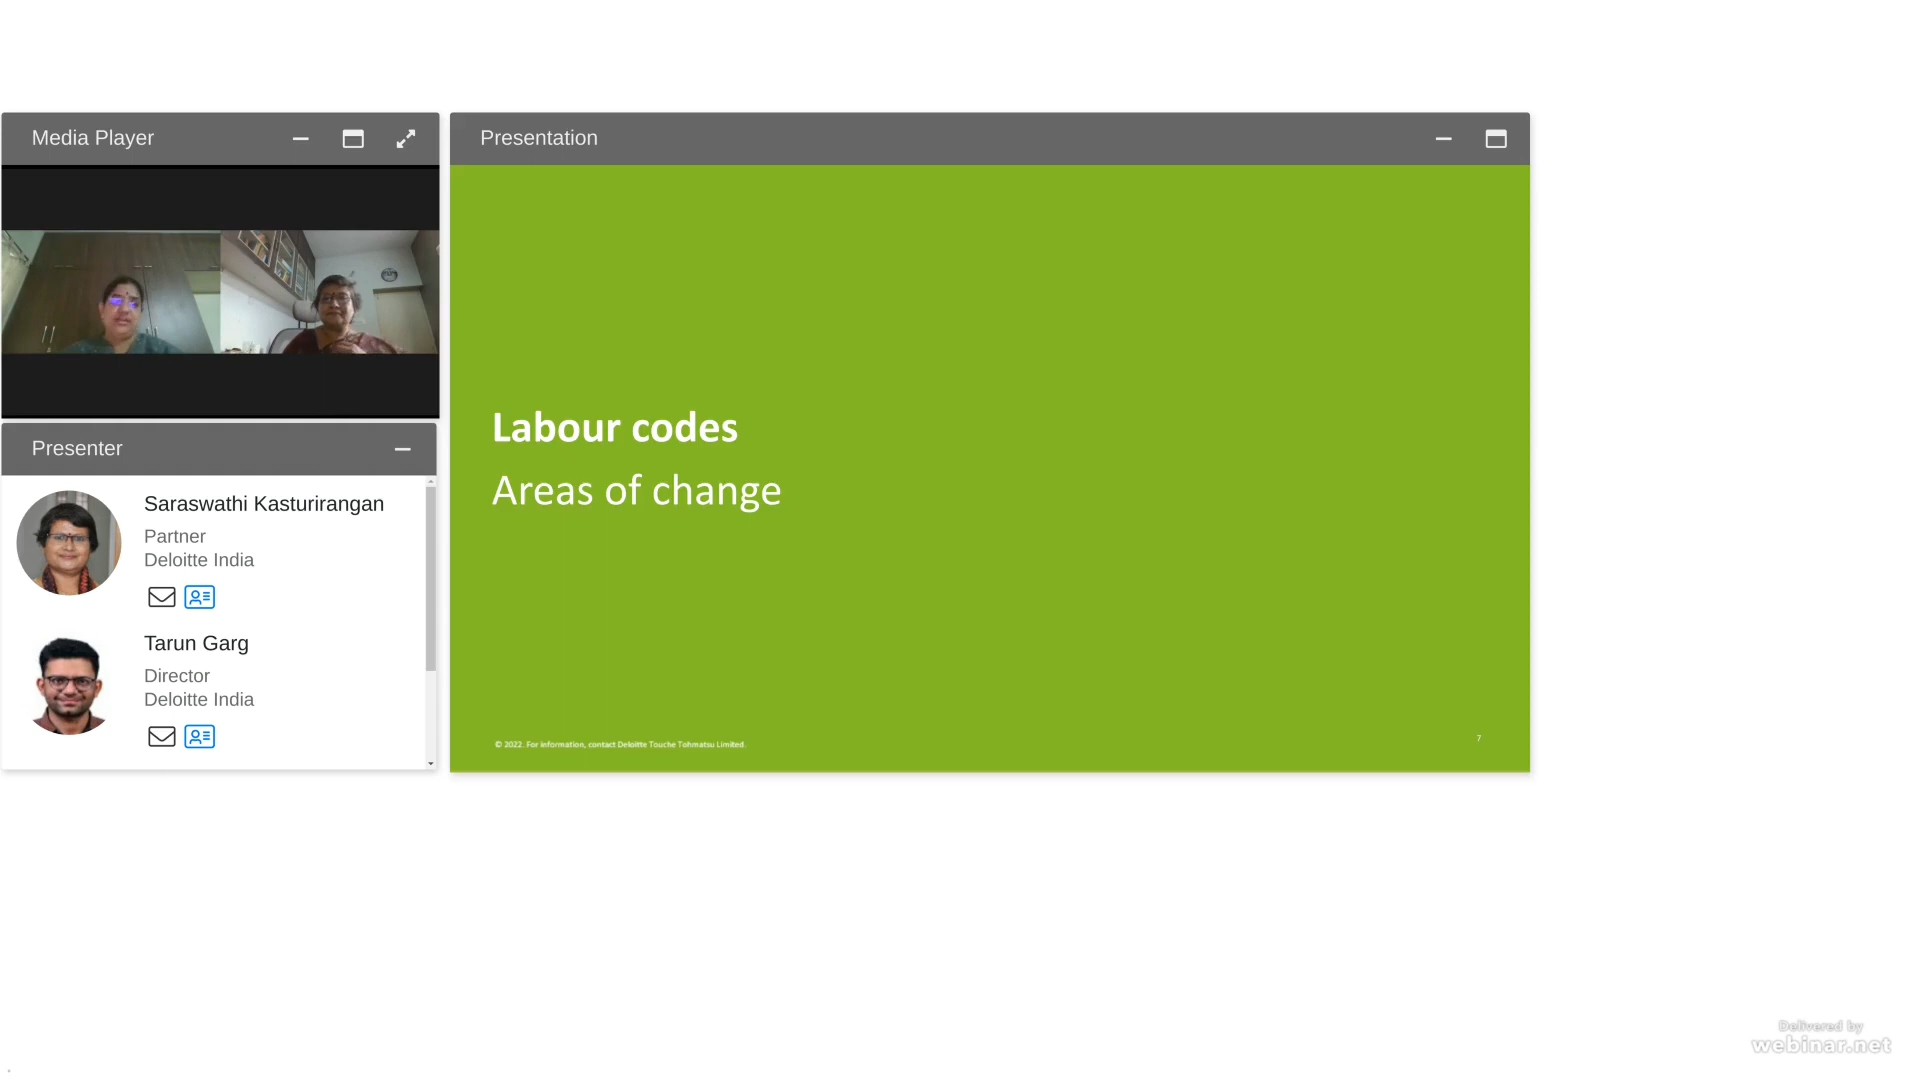 Media Player
Presentation
Labour codes
Areas of change
© 2022. For information, contact Deloitte Touche Tohmatsu Limited.
7
Presenter
Saraswathi Kasturirangan
Partner
Deloitte India
Tarun Garg
Director
Deloitte India
Delivered by
webinar.net